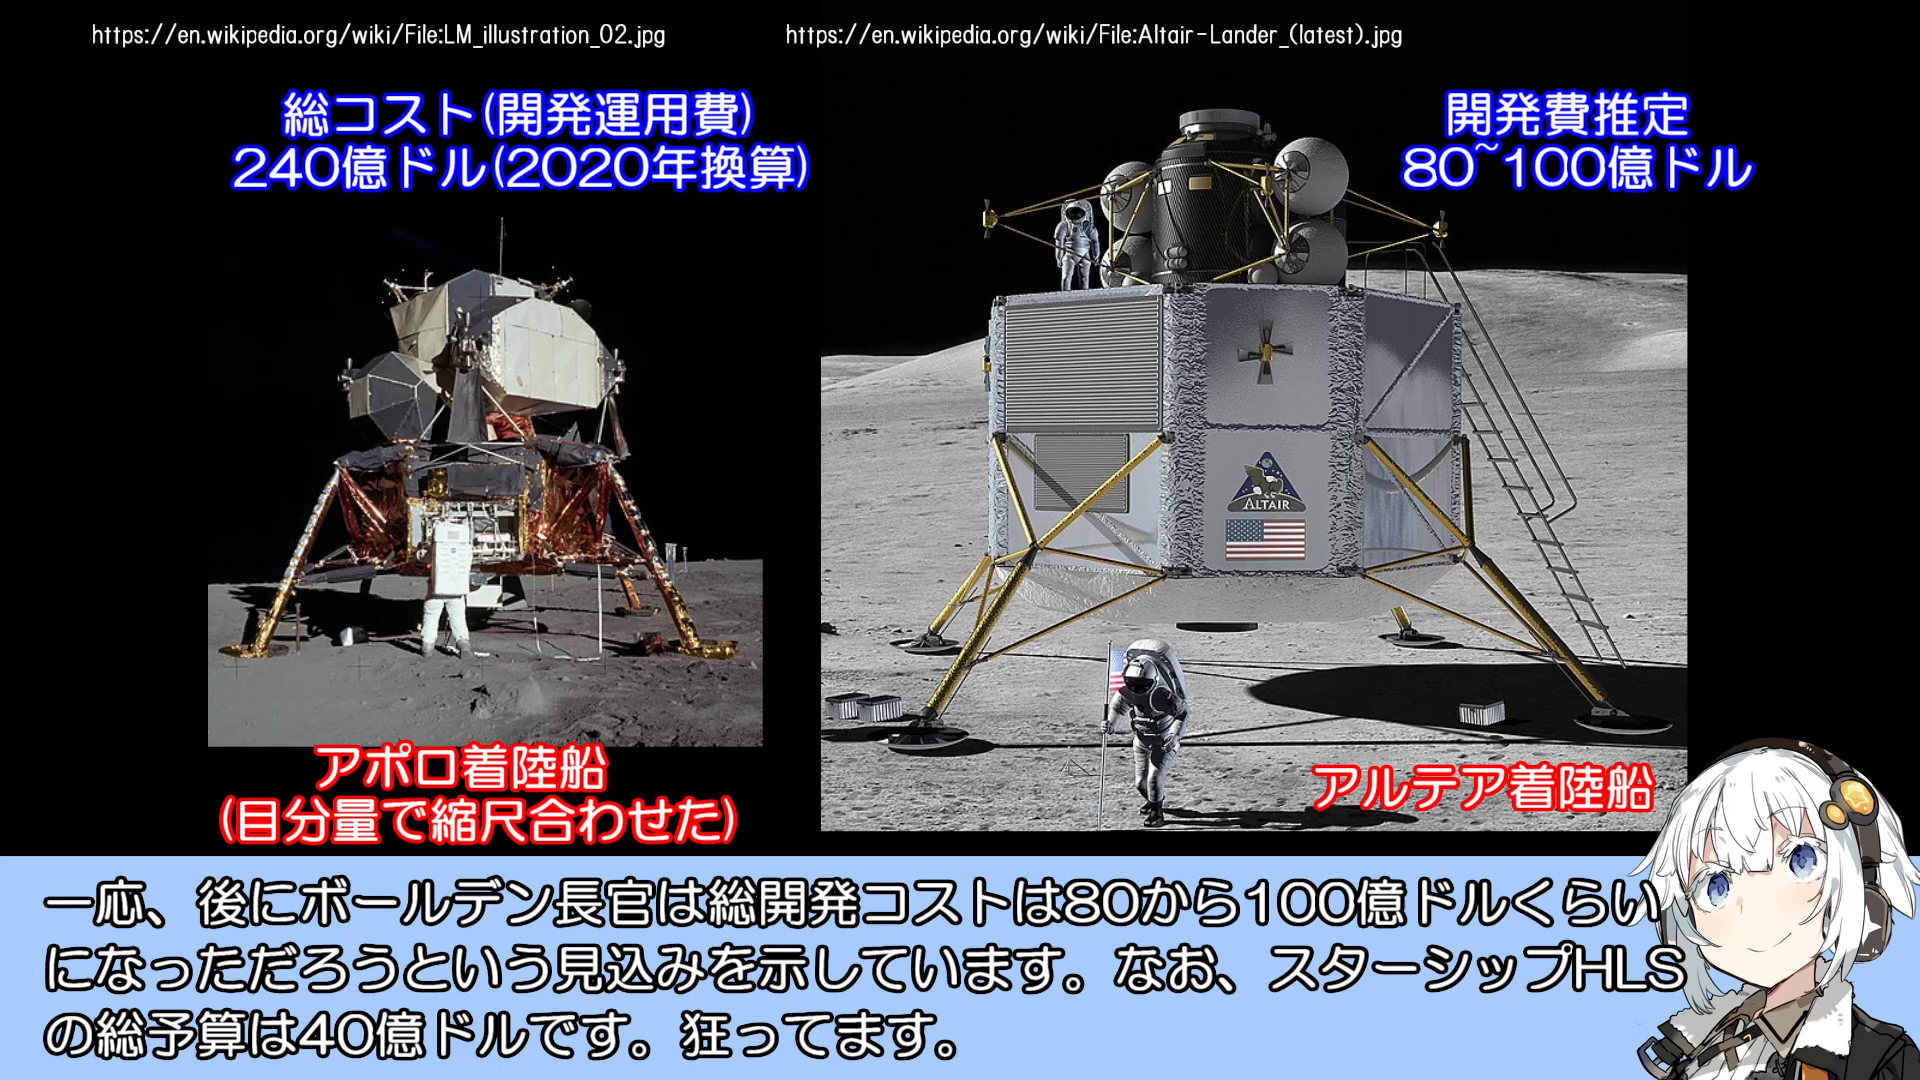 https://en.wikipedia.org/wiki/File:LM_illustration_02.jpg
https://en.wikipedia.org/wiki/File:Altair-Lander_(latest).jpg
総コスト(開発運用費)
240億ドル(2020年換算)
開発費推定
80~100億ドル
ALTAIR
アポロ着陸船
(目分量で縮尺合わせた)
アルテア着陸船
一応、後にボールデン長官は総開発コストは80から100億ドルくらい
になっただろうという見込みを示しています。なお、スターシップHLS
の総予算は40億ドルです。狂ってます。